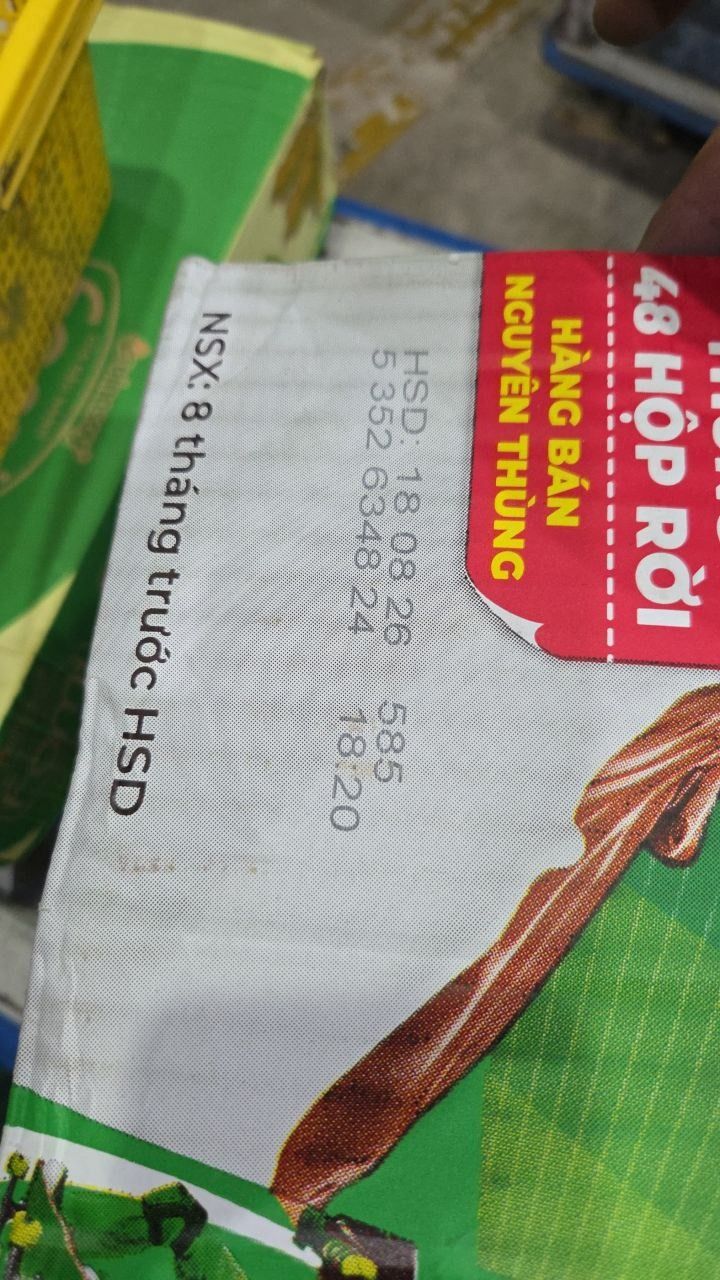 48 HỘP RỜI
HÀNG BÁN
NGUYÊN THÙNG
HSD: 18 08 26 585
5 352 6348 24 18:20
NSX: 8 tháng trước HSD